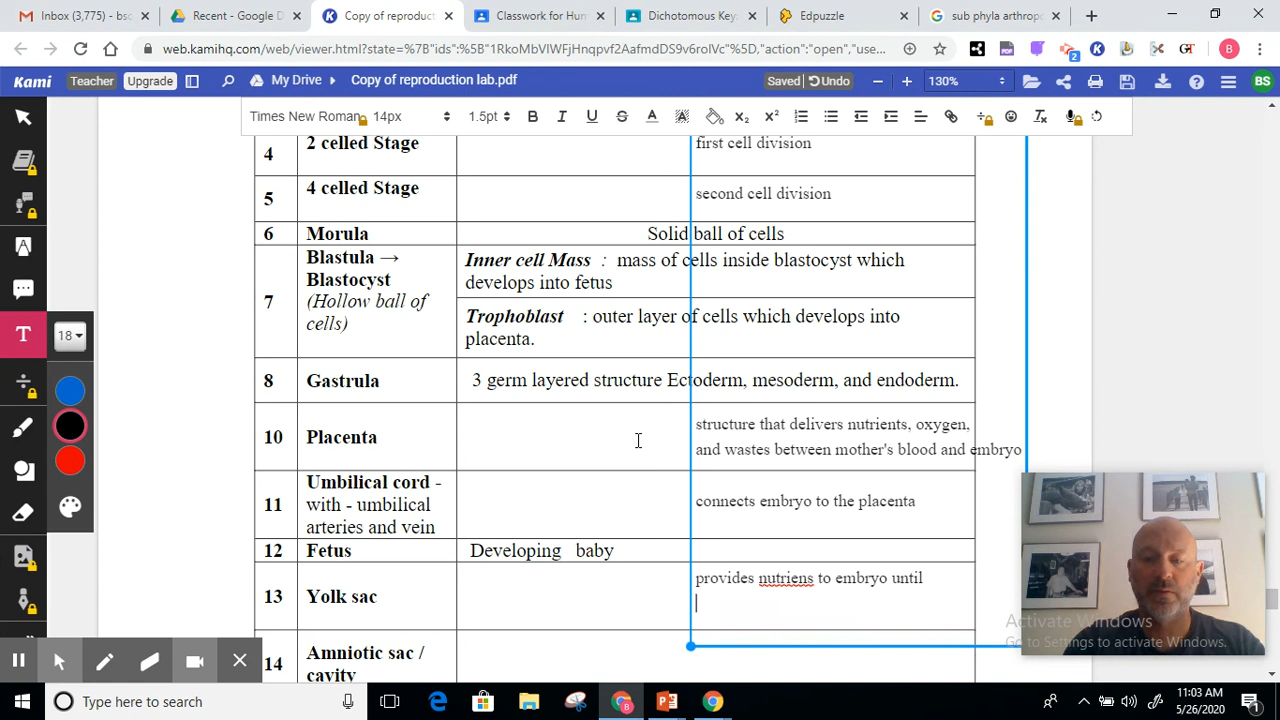 Inbox (3,775) - bsc
Recent - Google D
Copy of reproduct
Classwork for Hum
Dichotomous Key:
Edpuzzle
sub phyla arthropo
web.kamihq.com/web/viewer.html?state=%7B"ids":%5B"1RkoMbVlWFjHnqpvf2AafmdDS9v6rolVc"%5D,"action":"open","use...
Kami Teacher Upgrade My Drive Copy of reproduction lab.pdf Saved Undo 130% BS
Times New Roman 14px 1.5pt
18
4 2 celled Stage first cell division
5 4 celled Stage second cell division
6 Morula Solid ball of cells
Blastula →
Blastocyst
(Hollow ball of
cells)
7
Inner cell Mass : mass of cells inside blastocyst which
develops into fetus
Trophoblast : outer layer of cells which develops into
placenta.
8 Gastrula 3 germ layered structure Ectoderm, mesoderm, and endoderm.
10 Placenta
structure that delivers nutrients, oxygen,
and wastes between mother's blood and embryo
11
Umbilical cord -
with - umbilical
arteries and vein
connects embryo to the placenta
12 Fetus Developing baby
13 Yolk sac
provides nutriens to embryo until
14
Amniotic sac /
cavity
Activate Windows
Go to Settings to activate Windows.
Type here to search
11:03 AM
5/26/2020